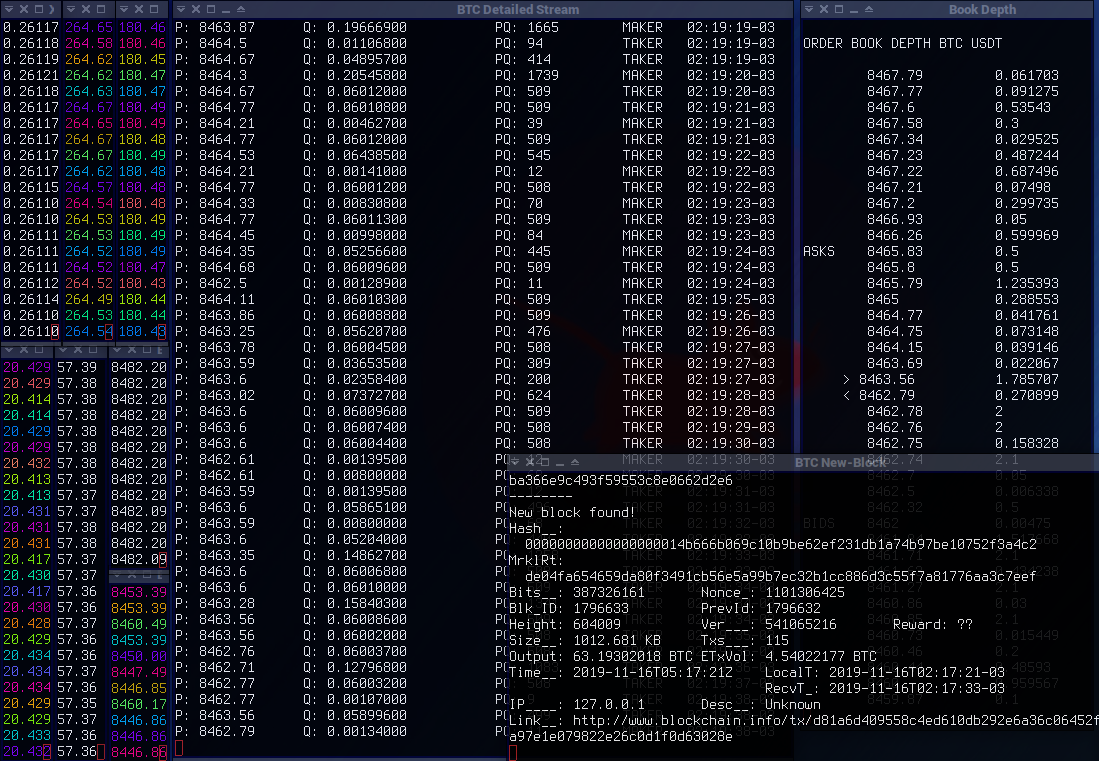 BTC Detailed Stream
Book Depth
0.26117 264.65 180.46
0.26118 264.58 180.46
0.26119 264.62 180.45
0.26121 264.62 180.47
0.26118 264.63 180.47
0.26117 264.67 180.49
0.26117 264.65 180.49
0.26117 264.67 180.48
0.26117 264.67 180.49
0.26117 264.62 180.48
0.26115 264.57 180.48
0.26110 264.54 180.48
0.26110 264.53 180.49
0.26111 264.53 180.49
0.26111 264.52 180.49
0.26111 264.52 180.47
0.26112 264.52 180.43
0.26114 264.49 180.44
0.26110 264.53 180.44
0.26110 264.54 180.43
20.429 57.39 8482.20
20.429 57.38 8482.20
20.414 57.38 8482.20
20.414 57.38 8482.20
20.429 57.38 8482.20
20.429 57.38 8482.20
20.432 57.38 8482.20
20.413 57.38 8482.20
20.413 57.37 8482.20
20.431 57.37 8482.09
20.431 57.38 8482.20
20.431 57.38 8482.20
20.417 57.37 8482.09
20.430 57.37
20.417 57.36 8453.39
20.430 57.36 8453.39
20.428 57.36 8460.49
20.429 57.36 8453.39
20.434 57.36 8450.00
20.434 57.37 8447.49
20.434 57.36 8446.85
20.429 57.35 8460.17
20.429 57.37 8446.86
20.433 57.36 8446.86
20.432 57.36 8446.86
P: 8463.87 Q: 0.19666900 PQ: 1665 MAKER 02:19:19-03
P: 8464.5 Q: 0.01106800 PQ: 94 MAKER 02:19:19-03
P: 8464.67 Q: 0.04895700 PQ: 414 TAKER 02:19:19-03
P: 8464.3 Q: 0.20545800 PQ: 1739 MAKER 02:19:20-03
P: 8464.67 Q: 0.06012000 PQ: 509 TAKER 02:19:20-03
P: 8464.77 Q: 0.06010800 PQ: 509 TAKER 02:19:21-03
P: 8464.21 Q: 0.00462700 PQ: 39 MAKER 02:19:21-03
P: 8464.77 Q: 0.06012000 PQ: 509 TAKER 02:19:21-03
P: 8464.53 Q: 0.06438500 PQ: 545 TAKER 02:19:22-03
P: 8464.21 Q: 0.00141000 PQ: 12 MAKER 02:19:22-03
P: 8464.77 Q: 0.06001200 PQ: 508 TAKER 02:19:22-03
P: 8464.33 Q: 0.00830800 PQ: 70 MAKER 02:19:23-03
P: 8464.77 Q: 0.06011300 PQ: 509 TAKER 02:19:23-03
P: 8464.45 Q: 0.00998000 PQ: 84 MAKER 02:19:23-03
P: 8464.35 Q: 0.05256600 PQ: 445 MAKER 02:19:24-03
P: 8464.68 Q: 0.06009600 PQ: 509 TAKER 02:19:24-03
P: 8462.5 Q: 0.00128900 PQ: 11 MAKER 02:19:24-03
P: 8464.11 Q: 0.06010300 PQ: 509 TAKER 02:19:25-03
P: 8463.86 Q: 0.06008800 PQ: 509 TAKER 02:19:26-03
P: 8463.25 Q: 0.05620700 PQ: 476 MAKER 02:19:26-03
P: 8463.78 Q: 0.06004500 PQ: 508 TAKER 02:19:27-03
P: 8463.59 Q: 0.03653500 PQ: 309 TAKER 02:19:27-03
P: 8463.6 Q: 0.02358400 PQ: 200 TAKER 02:19:27-03
P: 8463.02 Q: 0.07372700 PQ: 624 TAKER 02:19:28-03
P: 8463.6 Q: 0.06009600 PQ: 509 TAKER 02:19:28-03
P: 8463.6 Q: 0.06007400 PQ: 508 TAKER 02:19:29-03
P: 8463.6 Q: 0.06004400 PQ: 508 TAKER 02:19:30-03
P: 8462.61 Q: 0.00139500
P: 8462.61 Q: 0.00800000
P: 8463.59 Q: 0.00139500
P: 8463.6 Q: 0.05865100
P: 8463.59 Q: 0.00800000
P: 8463.6 Q: 0.05204000
P: 8463.35 Q: 0.14862700
P: 8463.6 Q: 0.06006800
P: 8463.6 Q: 0.06010000
P: 8463.28 Q: 0.15840300
P: 8463.56 Q: 0.06008600
P: 8463.56 Q: 0.06002000
P: 8462.76 Q: 0.06003700
P: 8462.71 Q: 0.12796800
P: 8462.77 Q: 0.06003200
P: 8462.77 Q: 0.06010000
P: 8463.56 Q: 0.05899600
P: 8462.79 Q: 0.00134000
ORDER BOOK DEPTH BTC USDT
8467.79 0.061703
8467.77 0.091275
8467.6 0.53543
8467.58 0.3
8467.34 0.029525
8467.23 0.487244
8467.22 0.687496
8467.21 0.07498
8467.2 0.299735
8466.93 0.05
8466.26 0.599969
ASKS 8465.83 0.5
8465.8 0.5
8465.79 1.235393
8465 0.288553
8464.77 0.041761
8464.75 0.073148
8464.15 0.039146
8463.69 0.022067
> 8463.56 1.785707
< 8462.79 0.270899
8462.78 2
8462.76 2
8462.75 0.158328
BTC New-Block
ba366e9c493f59553c8e0662d2e6
--------
New block found!
Hash__:
00000000000000000014b666b069c10b9be62ef231db1a74b97be10752f3a4c2
MrklRt:
de04fa654659da80f3491cb56e5a99b7ec32b1cc886d3c55f7a81776aa3c7eef
Bits__: 387326161 Nonce_: 1101306425
Blk_ID: 1796633 PrevId: 1796632
Height: 604009 Ver___: 541065216 Reward: ??
Size__: 1012.681 KB Txs___: 115
Output: 63.19302018 BTC ETxVol: 4.54022177 BTC
Time__: 2019-11-16T05:17:21Z LocalT: 2019-11-16T02:17:21-03
RecvT_: 2019-11-16T02:17:33-03
IP____: 127.0.0.1 Desc__: Unknown
Link__: http://www.blockchain.info/tx/d81a6d409558c4ed610db292e6a36c06452f
a97e1e079822e26c0d1f0d63028e